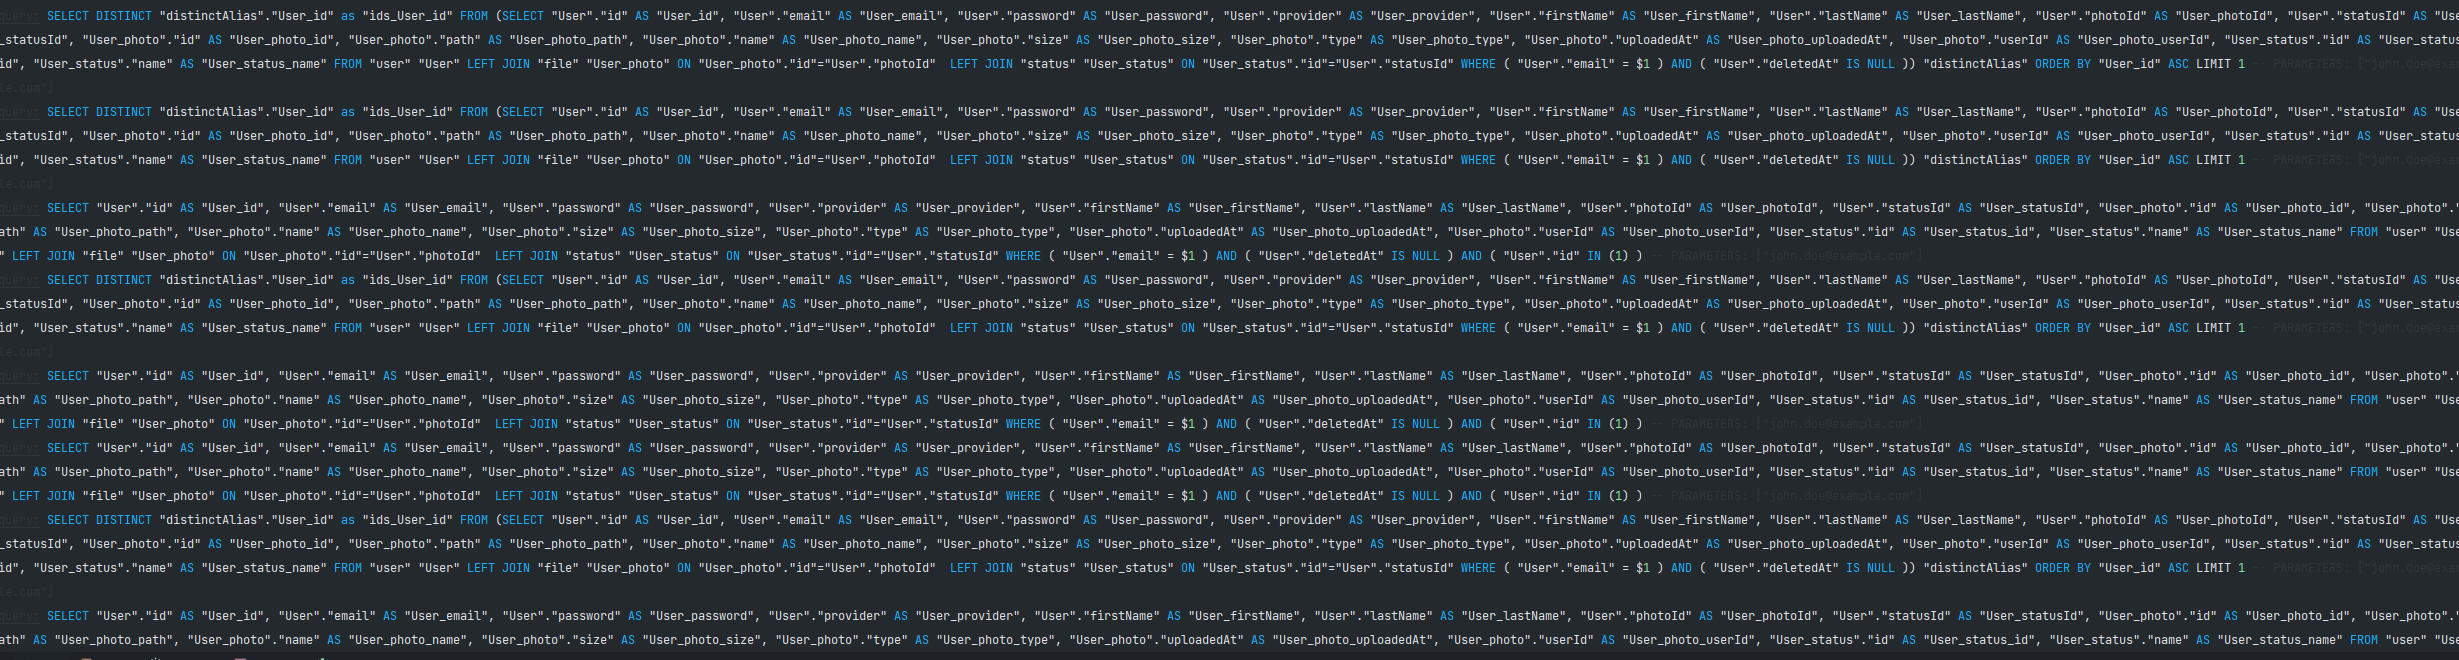 query: SELECT DISTINCT "distinctAlias"."User_id" as "ids_User_id" FROM (SELECT "User"."id" AS "User_id", "User"."email" AS "User_email", "User"."password" AS "User_password", "User"."provider" AS "User_provider", "User"."firstName" AS "User_firstName", "User"."lastName" AS "User_lastName", "User"."photoId" AS "User_photoId", "User"."statusId" AS "Use
_statusId", "User_photo"."id" AS "User_photo_id", "User_photo"."path" AS "User_photo_path", "User_photo"."name" AS "User_photo_name", "User_photo"."size" AS "User_photo_size", "User_photo"."type" AS "User_photo_type", "User_photo"."uploadedAt" AS "User_photo_uploadedAt", "User_photo"."userId" AS "User_photo_userId", "User_status"."id" AS "User_status
id", "User_status"."name" AS "User_status_name" FROM "user" "User" LEFT JOIN "file" "User_photo" ON "User_photo"."id"="User"."photoId"  LEFT JOIN "status" "User_status" ON "User_status"."id"="User"."statusId" WHERE ( "User"."email" = $1 ) AND ( "User"."deletedAt" IS NULL )) "distinctAlias" ORDER BY "User_id" ASC LIMIT 1 -- PARAMETERS: ["john.doe@exa
le.com"]
query: SELECT DISTINCT "distinctAlias"."User_id" as "ids_User_id" FROM (SELECT "User"."id" AS "User_id", "User"."email" AS "User_email", "User"."password" AS "User_password", "User"."provider" AS "User_provider", "User"."firstName" AS "User_firstName", "User"."lastName" AS "User_lastName", "User"."photoId" AS "User_photoId", "User"."statusId" AS "Use
_statusId", "User_photo"."id" AS "User_photo_id", "User_photo"."path" AS "User_photo_path", "User_photo"."name" AS "User_photo_name", "User_photo"."size" AS "User_photo_size", "User_photo"."type" AS "User_photo_type", "User_photo"."uploadedAt" AS "User_photo_uploadedAt", "User_photo"."userId" AS "User_photo_userId", "User_status"."id" AS "User_status
id", "User_status"."name" AS "User_status_name" FROM "user" "User" LEFT JOIN "file" "User_photo" ON "User_photo"."id"="User"."photoId"  LEFT JOIN "status" "User_status" ON "User_status"."id"="User"."statusId" WHERE ( "User"."email" = $1 ) AND ( "User"."deletedAt" IS NULL )) "distinctAlias" ORDER BY "User_id" ASC LIMIT 1 -- PARAMETERS: ["john.doe@exa
le.com"]
query: SELECT "User"."id" AS "User_id", "User"."email" AS "User_email", "User"."password" AS "User_password", "User"."provider" AS "User_provider", "User"."firstName" AS "User_firstName", "User"."lastName" AS "User_lastName", "User"."photoId" AS "User_photoId", "User"."statusId" AS "User_statusId", "User_photo"."id" AS "User_photo_id", "User_photo"."
ath" AS "User_photo_path", "User_photo"."name" AS "User_photo_name", "User_photo"."size" AS "User_photo_size", "User_photo"."type" AS "User_photo_type", "User_photo"."uploadedAt" AS "User_photo_uploadedAt", "User_photo"."userId" AS "User_photo_userId", "User_status"."id" AS "User_status_id", "User_status"."name" AS "User_status_name" FROM "user" "Use
" LEFT JOIN "file" "User_photo" ON "User_photo"."id"="User"."photoId"  LEFT JOIN "status" "User_status" ON "User_status"."id"="User"."statusId" WHERE ( "User"."email" = $1 ) AND ( "User"."deletedAt" IS NULL ) AND ( "User"."id" IN (1) ) -- PARAMETERS: ["john.doe@example.com"]
query: SELECT DISTINCT "distinctAlias"."User_id" as "ids_User_id" FROM (SELECT "User"."id" AS "User_id", "User"."email" AS "User_email", "User"."password" AS "User_password", "User"."provider" AS "User_provider", "User"."firstName" AS "User_firstName", "User"."lastName" AS "User_lastName", "User"."photoId" AS "User_photoId", "User"."statusId" AS "Use
_statusId", "User_photo"."id" AS "User_photo_id", "User_photo"."path" AS "User_photo_path", "User_photo"."name" AS "User_photo_name", "User_photo"."size" AS "User_photo_size", "User_photo"."type" AS "User_photo_type", "User_photo"."uploadedAt" AS "User_photo_uploadedAt", "User_photo"."userId" AS "User_photo_userId", "User_status"."id" AS "User_status
id", "User_status"."name" AS "User_status_name" FROM "user" "User" LEFT JOIN "file" "User_photo" ON "User_photo"."id"="User"."photoId"  LEFT JOIN "status" "User_status" ON "User_status"."id"="User"."statusId" WHERE ( "User"."email" = $1 ) AND ( "User"."deletedAt" IS NULL )) "distinctAlias" ORDER BY "User_id" ASC LIMIT 1 -- PARAMETERS: ["john.doe@exa
le.com"]
query: SELECT "User"."id" AS "User_id", "User"."email" AS "User_email", "User"."password" AS "User_password", "User"."provider" AS "User_provider", "User"."firstName" AS "User_firstName", "User"."lastName" AS "User_lastName", "User"."photoId" AS "User_photoId", "User"."statusId" AS "User_statusId", "User_photo"."id" AS "User_photo_id", "User_photo"."
ath" AS "User_photo_path", "User_photo"."name" AS "User_photo_name", "User_photo"."size" AS "User_photo_size", "User_photo"."type" AS "User_photo_type", "User_photo"."uploadedAt" AS "User_photo_uploadedAt", "User_photo"."userId" AS "User_photo_userId", "User_status"."id" AS "User_status_id", "User_status"."name" AS "User_status_name" FROM "user" "Use
" LEFT JOIN "file" "User_photo" ON "User_photo"."id"="User"."photoId"  LEFT JOIN "status" "User_status" ON "User_status"."id"="User"."statusId" WHERE ( "User"."email" = $1 ) AND ( "User"."deletedAt" IS NULL ) AND ( "User"."id" IN (1) ) -- PARAMETERS: ["john.doe@example.com"]
query: SELECT "User"."id" AS "User_id", "User"."email" AS "User_email", "User"."password" AS "User_password", "User"."provider" AS "User_provider", "User"."firstName" AS "User_firstName", "User"."lastName" AS "User_lastName", "User"."photoId" AS "User_photoId", "User"."statusId" AS "User_statusId", "User_photo"."id" AS "User_photo_id", "User_photo"."
ath" AS "User_photo_path", "User_photo"."name" AS "User_photo_name", "User_photo"."size" AS "User_photo_size", "User_photo"."type" AS "User_photo_type", "User_photo"."uploadedAt" AS "User_photo_uploadedAt", "User_photo"."userId" AS "User_photo_userId", "User_status"."id" AS "User_status_id", "User_status"."name" AS "User_status_name" FROM "user" "Use
" LEFT JOIN "file" "User_photo" ON "User_photo"."id"="User"."photoId"  LEFT JOIN "status" "User_status" ON "User_status"."id"="User"."statusId" WHERE ( "User"."email" = $1 ) AND ( "User"."deletedAt" IS NULL ) AND ( "User"."id" IN (1) ) -- PARAMETERS: ["john.doe@example.com"]
query: SELECT DISTINCT "distinctAlias"."User_id" as "ids_User_id" FROM (SELECT "User"."id" AS "User_id", "User"."email" AS "User_email", "User"."password" AS "User_password", "User"."provider" AS "User_provider", "User"."firstName" AS "User_firstName", "User"."lastName" AS "User_lastName", "User"."photoId" AS "User_photoId", "User"."statusId" AS "Use
_statusId", "User_photo"."id" AS "User_photo_id", "User_photo"."path" AS "User_photo_path", "User_photo"."name" AS "User_photo_name", "User_photo"."size" AS "User_photo_size", "User_photo"."type" AS "User_photo_type", "User_photo"."uploadedAt" AS "User_photo_uploadedAt", "User_photo"."userId" AS "User_photo_userId", "User_status"."id" AS "User_status
id", "User_status"."name" AS "User_status_name" FROM "user" "User" LEFT JOIN "file" "User_photo" ON "User_photo"."id"="User"."photoId"  LEFT JOIN "status" "User_status" ON "User_status"."id"="User"."statusId" WHERE ( "User"."email" = $1 ) AND ( "User"."deletedAt" IS NULL )) "distinctAlias" ORDER BY "User_id" ASC LIMIT 1 -- PARAMETERS: ["john.doe@exa
le.com"]
query: SELECT "User"."id" AS "User_id", "User"."email" AS "User_email", "User"."password" AS "User_password", "User"."provider" AS "User_provider", "User"."firstName" AS "User_firstName", "User"."lastName" AS "User_lastName", "User"."photoId" AS "User_photoId", "User"."statusId" AS "User_statusId", "User_photo"."id" AS "User_photo_id", "User_photo"."
ath" AS "User_photo_path", "User_photo"."name" AS "User_photo_name", "User_photo"."size" AS "User_photo_size", "User_photo"."type" AS "User_photo_type", "User_photo"."uploadedAt" AS "User_photo_uploadedAt", "User_photo"."userId" AS "User_photo_userId", "User_status"."id" AS "User_status_id", "User_status"."name" AS "User_status_name" FROM "user" "Use